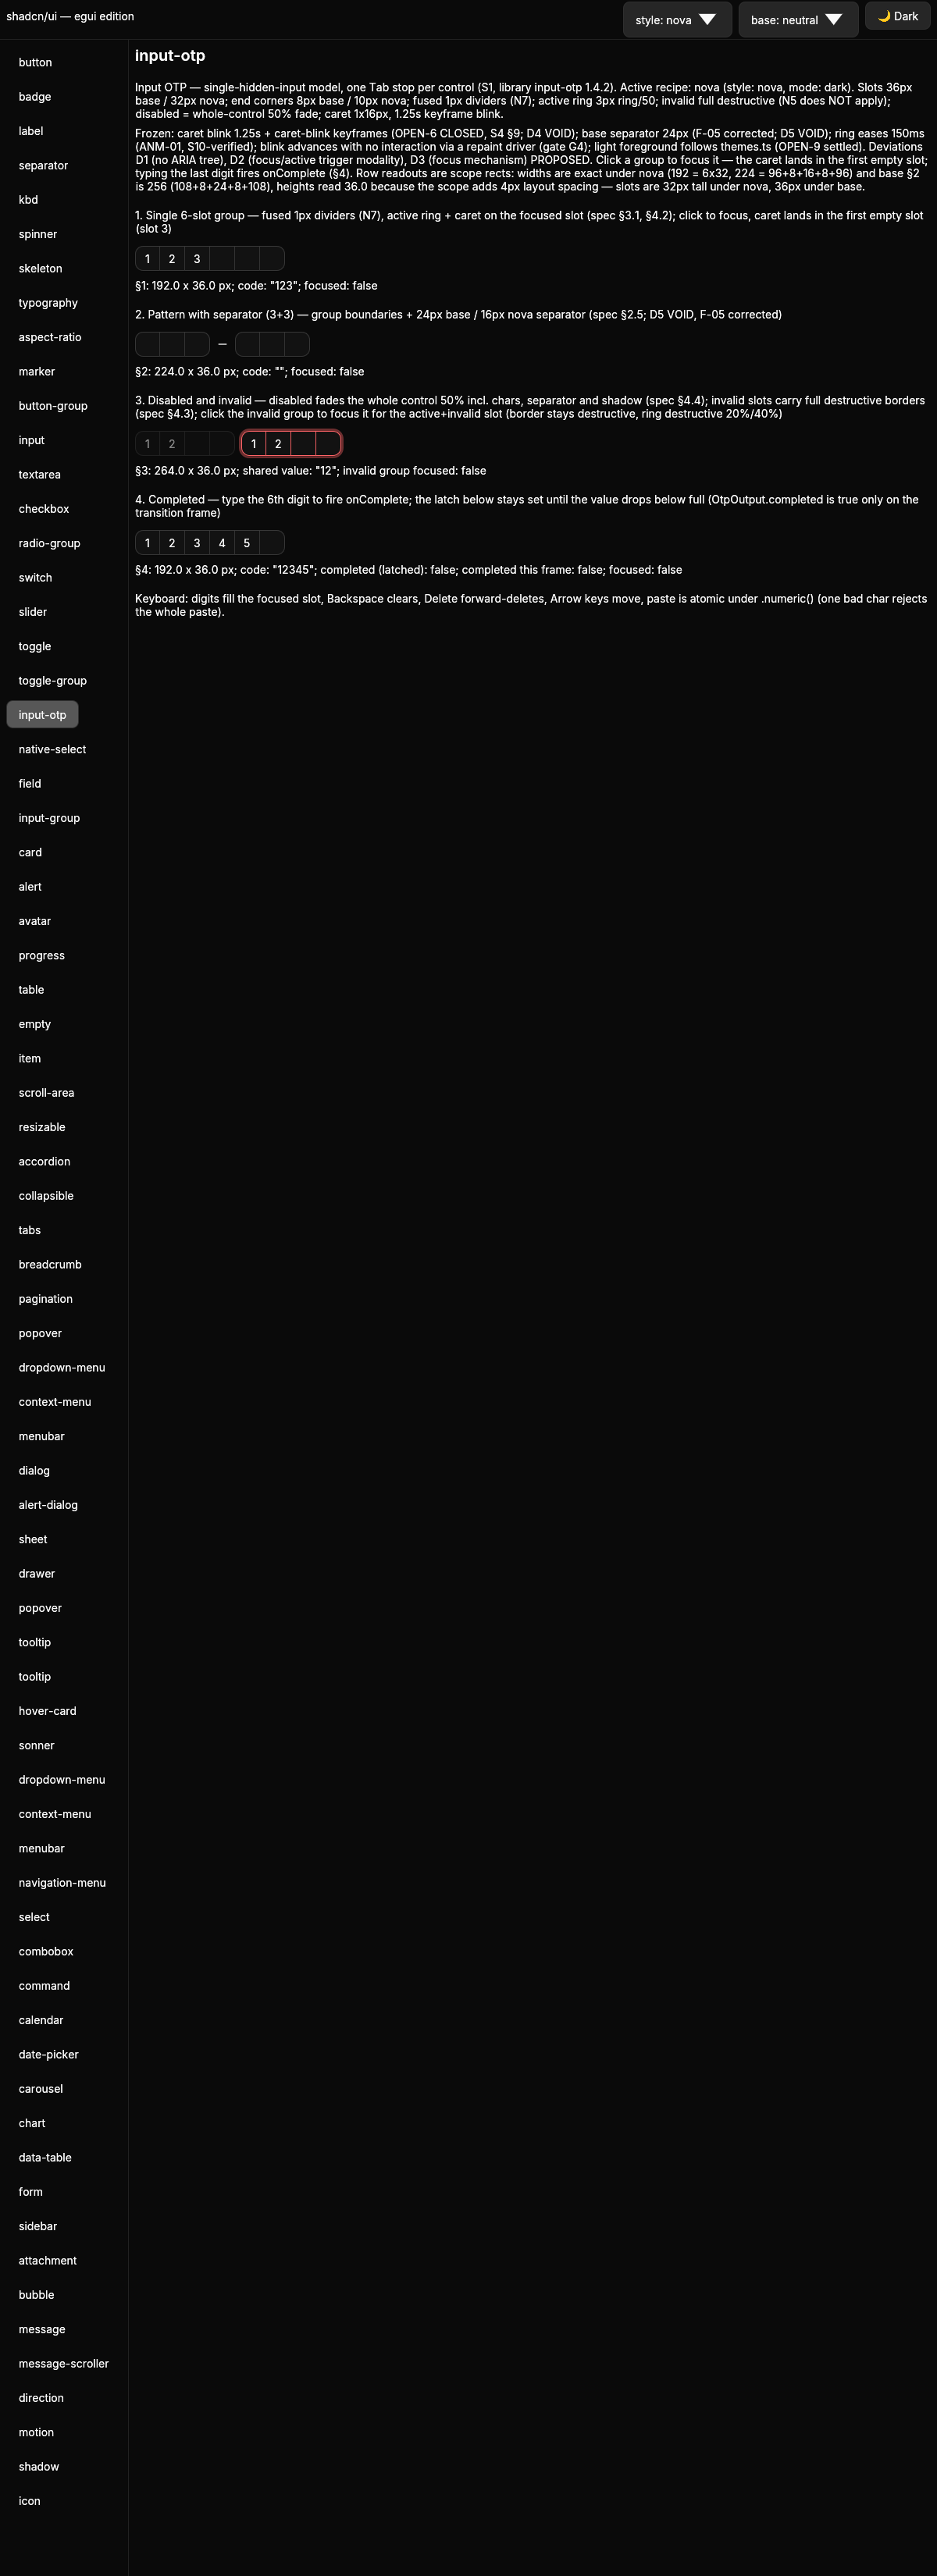 shadcn/ui — egui edition
style: nova
base: neutral
🌙 Dark
button
badge
label
separator
kbd
spinner
skeleton
typography
aspect-ratio
marker
button-group
input
textarea
checkbox
radio-group
switch
slider
toggle
toggle-group
input-otp
native-select
field
input-group
card
alert
avatar
progress
table
empty
item
scroll-area
resizable
accordion
collapsible
tabs
breadcrumb
pagination
popover
dropdown-menu
context-menu
menubar
dialog
alert-dialog
sheet
drawer
popover
tooltip
tooltip
hover-card
sonner
dropdown-menu
context-menu
menubar
navigation-menu
select
combobox
command
calendar
date-picker
carousel
chart
data-table
form
sidebar
attachment
bubble
message
message-scroller
direction
motion
shadow
icon
input-otp
Input OTP — single-hidden-input model, one Tab stop per control (S1, library input-otp 1.4.2). Active recipe: nova (style: nova, mode: dark). Slots 36px
base / 32px nova; end corners 8px base / 10px nova; fused 1px dividers (N7); active ring 3px ring/50; invalid full destructive (N5 does NOT apply);
disabled = whole-control 50% fade; caret 1x16px, 1.25s keyframe blink.
Frozen: caret blink 1.25s + caret-blink keyframes (OPEN-6 CLOSED, S4 §9; D4 VOID); base separator 24px (F-05 corrected; D5 VOID); ring eases 150ms
(ANM-01, S10-verified); blink advances with no interaction via a repaint driver (gate G4); light foreground follows themes.ts (OPEN-9 settled). Deviations
D1 (no ARIA tree), D2 (focus/active trigger modality), D3 (focus mechanism) PROPOSED. Click a group to focus it — the caret lands in the first empty slot;
typing the last digit fires onComplete (§4). Row readouts are scope rects: widths are exact under nova (192 = 6x32, 224 = 96+8+16+8+96) and base §2
is 256 (108+8+24+8+108), heights read 36.0 because the scope adds 4px layout spacing — slots are 32px tall under nova, 36px under base.
1. Single 6-slot group — fused 1px dividers (N7), active ring + caret on the focused slot (spec §3.1, §4.2); click to focus, caret lands in the first empty slot
(slot 3)
1 2 3
§1: 192.0 x 36.0 px; code: "123"; focused: false
2. Pattern with separator (3+3) — group boundaries + 24px base / 16px nova separator (spec §2.5; D5 VOID, F-05 corrected)
—
§2: 224.0 x 36.0 px; code: ""; focused: false
3. Disabled and invalid — disabled fades the whole control 50% incl. chars, separator and shadow (spec §4.4); invalid slots carry full destructive borders
(spec §4.3); click the invalid group to focus it for the active+invalid slot (border stays destructive, ring destructive 20%/40%)
1 2 1 2
§3: 264.0 x 36.0 px; shared value: "12"; invalid group focused: false
4. Completed — type the 6th digit to fire onComplete; the latch below stays set until the value drops below full (OtpOutput.completed is true only on the
transition frame)
1 2 3 4 5
§4: 192.0 x 36.0 px; code: "12345"; completed (latched): false; completed this frame: false; focused: false
Keyboard: digits fill the focused slot, Backspace clears, Delete forward-deletes, Arrow keys move, paste is atomic under .numeric() (one bad char rejects
the whole paste).